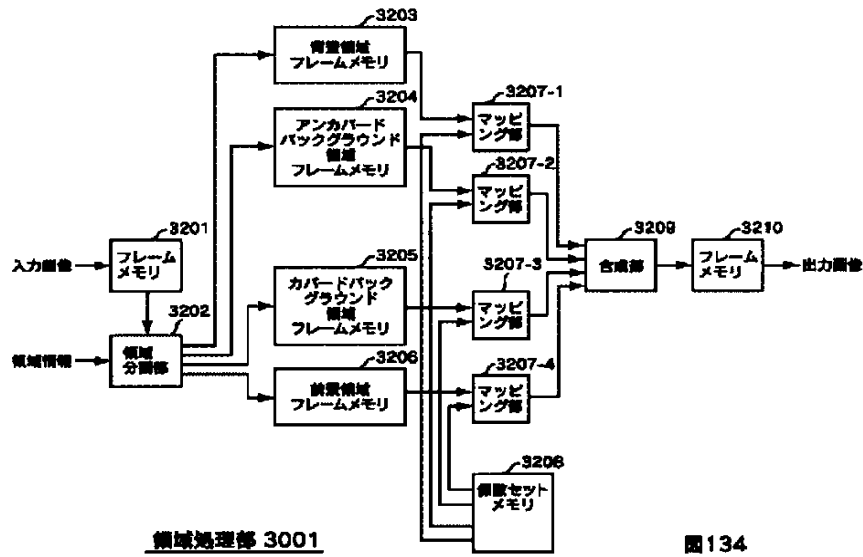 3203
背景領域
フレームメモリ
3204
アンカバード
バックグラウンド
領域
フレームメモリ
3207-1
マッピ
ング部
3207-2
マッピ
ング部
3201
フレーム
メモリ
入力画像
3205
カバードバック
グラウンド
領域
フレームメモリ
3207-3
マッピ
ング部
3209
合成部
3210
フレーム
メモリ
出力画像
3202
領域
分割部
領域情報
3206
前景領域
フレームメモリ
3207-4
マッピ
ング部
3208
係数セット
メモリ
領域処理部 3001
図134